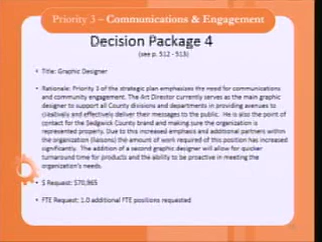 Priority 3 – Communications & Engagement
Decision Package 4
(see p. 512 - 513)
• Title: Graphic Designer
• Rationale: Priority 3 of the strategic plan emphasizes the need for communications
and community engagement. The Art Director currently serves as the main graphic
designer to support all County divisions and departments in providing avenues to
creatively and effectively deliver their messages to the public. He is also the point of
contact for the Sedgwick County brand and making sure the organization is
represented properly. Due to this increased emphasis and additional partners within
the organization (liaisons) the amount of work required of this position has increased
significantly. The addition of a second graphic designer will allow for quicker
turnaround time for products and the ability to be proactive in meeting the
organization's needs.
• $ Request: $70,965
• FTE Request: 1.0 additional FTE positions requested